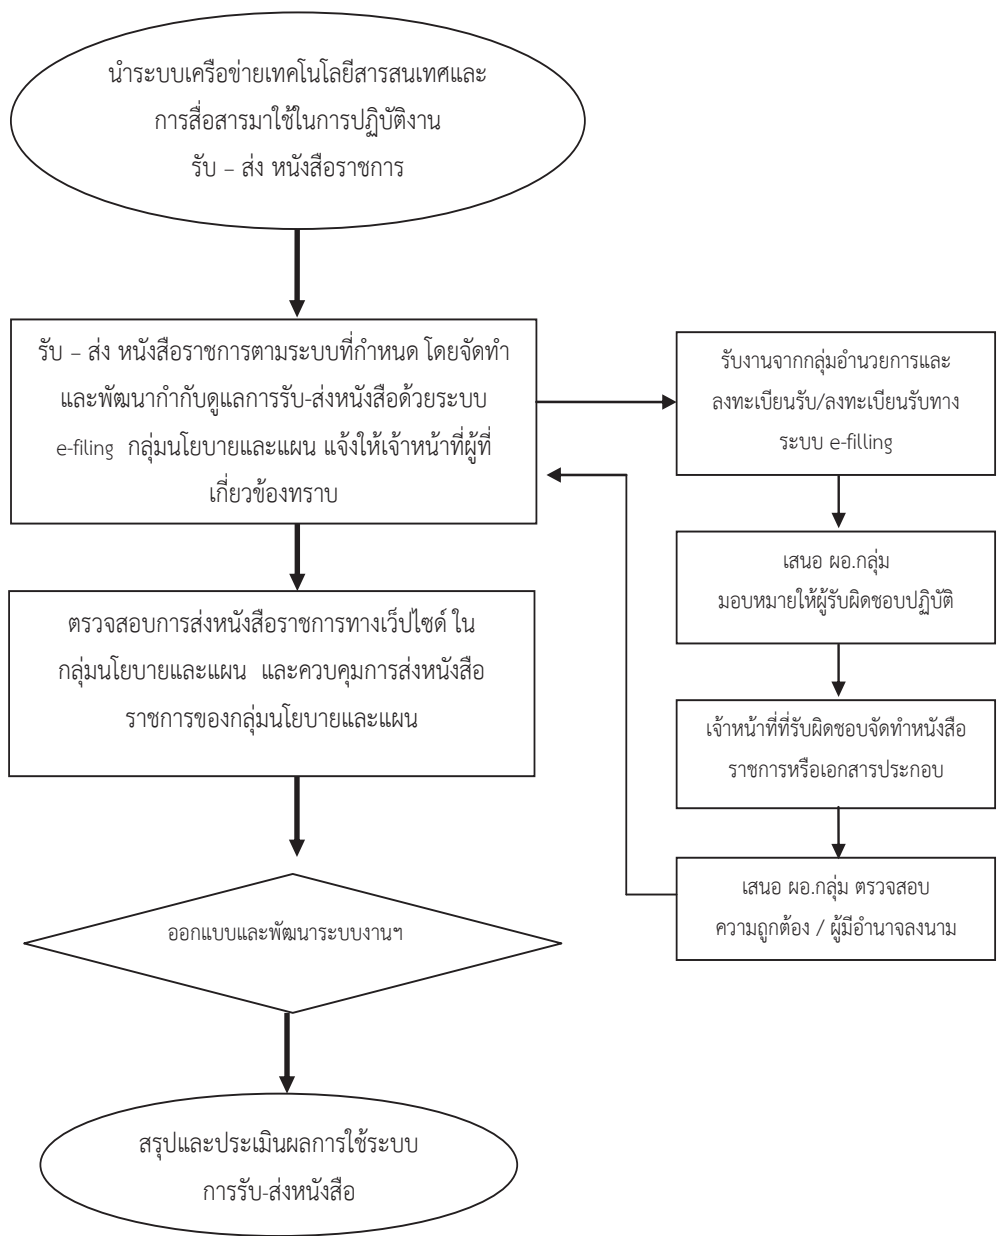 นำระบบเครือข่ายเทคโนโลยีสารสนเทศและ
การสื่อสารมาใช้ในการปฏิบัติงาน
รับ – ส่ง หนังสือราชการ
รับ – ส่ง หนังสือราชการตามระบบที่กำหนด โดยจัดทำ
และพัฒนากำกับดูแลการรับ-ส่งหนังสือด้วยระบบ
e-filing กลุ่มนโยบายและแผน แจ้งให้เจ้าหน้าที่ผู้ที่
เกี่ยวข้องทราบ
รับงานจากกลุ่มอำนวยการและ
ลงทะเบียนรับ/ลงทะเบียนรับทาง
ระบบ e-filling
เสนอ ผอ.กลุ่ม
มอบหมายให้ผู้รับผิดชอบปฏิบัติ
เจ้าหน้าที่ที่รับผิดชอบจัดทำหนังสือ
ราชการหรือเอกสารประกอบ
เสนอ ผอ.กลุ่ม ตรวจสอบ
ความถูกต้อง / ผู้มีอำนาจลงนาม
ตรวจสอบการส่งหนังสือราชการทางเว็ปไซด์ ใน
กลุ่มนโยบายและแผน และควบคุมการส่งหนังสือ
ราชการของกลุ่มนโยบายและแผน
ออกแบบและพัฒนาระบบงานฯ
สรุปและประเมินผลการใช้ระบบ
การรับ-ส่งหนังสือ